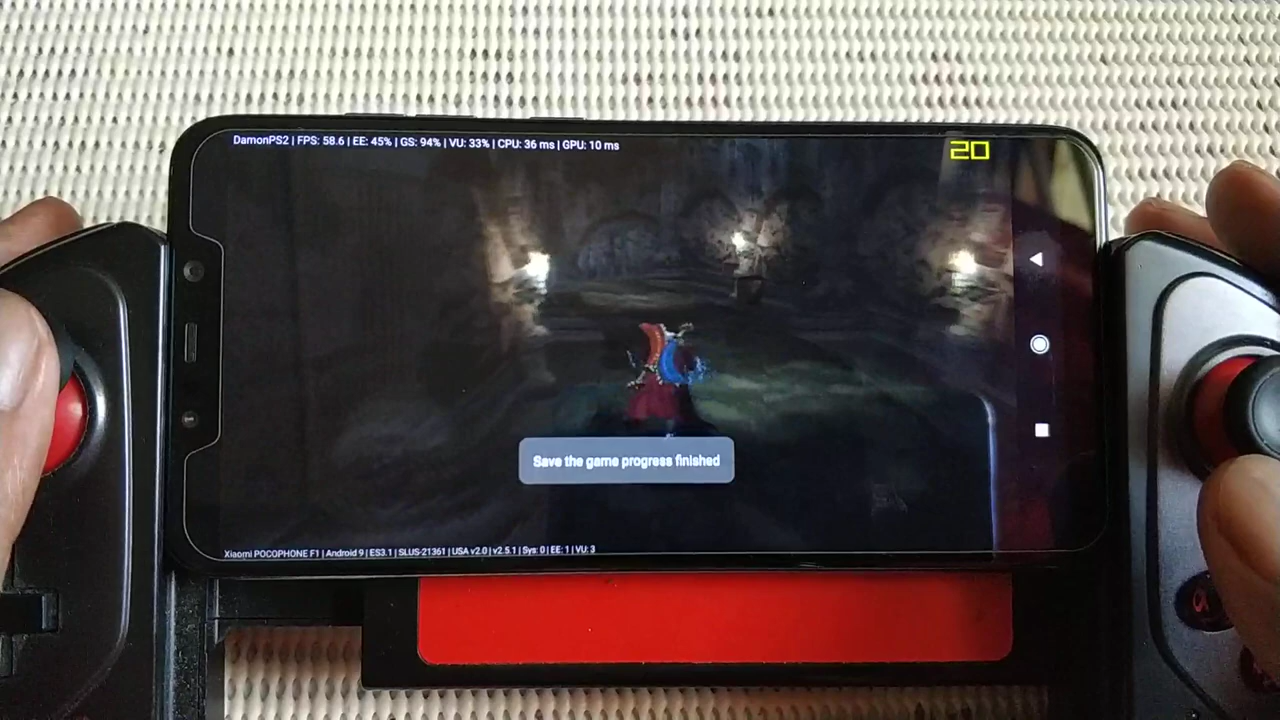 DamonPS2 | FPS: 58.6 | EE: 45% | GS: 94% | VU: 33% | CPU: 36 ms | GPU: 10 ms
20
Save the game progress finished
Xiaomi POCOPHONE F1 | Android 9 | ES3.1 | SLUS-21361 | USA v2.0 | v2.5.1 | Sys: 0 | EE: 1 | VU: 3